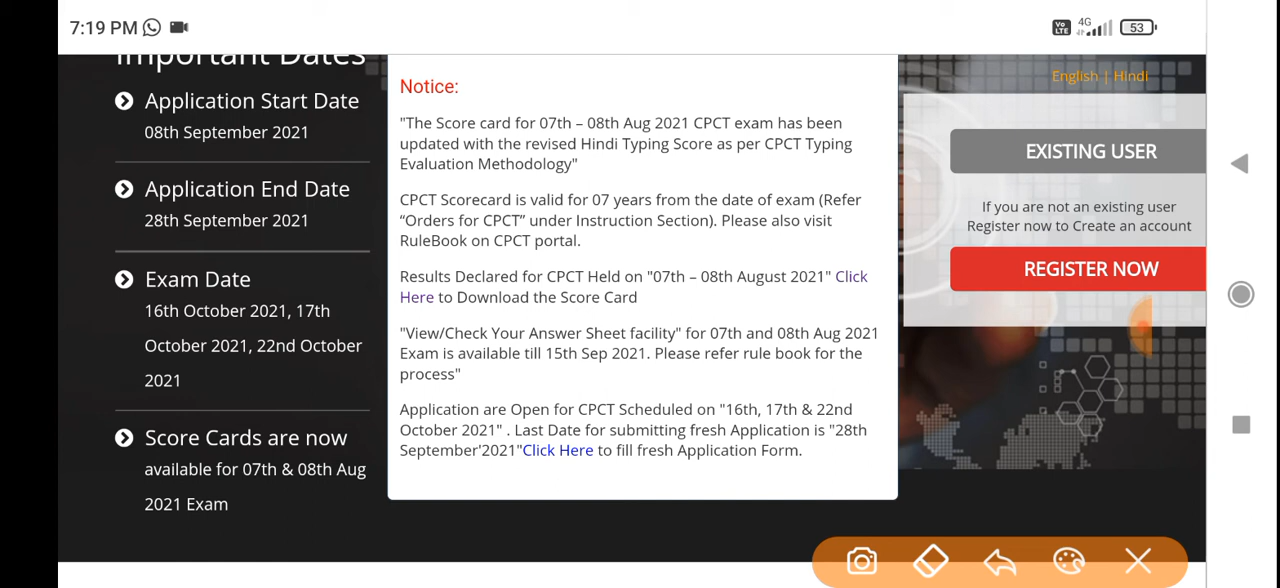 7:19 PM
Vo LTE 4G 53
Important Dates
Application Start Date
08th September 2021
Application End Date
28th September 2021
Exam Date
16th October 2021, 17th
October 2021, 22nd October
2021
Score Cards are now
available for 07th & 08th Aug
2021 Exam
Notice:
"The Score card for 07th – 08th Aug 2021 CPCT exam has been
updated with the revised Hindi Typing Score as per CPCT Typing
Evaluation Methodology"
CPCT Scorecard is valid for 07 years from the date of exam (Refer
“Orders for CPCT” under Instruction Section). Please also visit
RuleBook on CPCT portal.
Results Declared for CPCT Held on "07th – 08th August 2021" Click
Here to Download the Score Card
"View/Check Your Answer Sheet facility" for 07th and 08th Aug 2021
Exam is available till 15th Sep 2021. Please refer rule book for the
process"
Application are Open for CPCT Scheduled on "16th, 17th & 22nd
October 2021" . Last Date for submitting fresh Application is "28th
September'2021"Click Here to fill fresh Application Form.
English | Hindi
EXISTING USER
If you are not an existing user
Register now to Create an account
REGISTER NOW